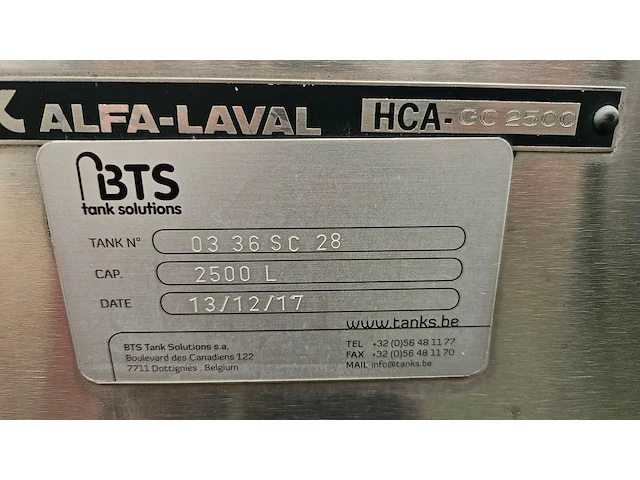 ALFA-LAVAL HCA-GC 2500
BTS
tank solutions
TANK N° 03 36 SC 28
CAP. 2500 L
DATE 13/12/17
www.tanks.be
BTS Tank Solutions s.a.
Boulevard des Canadiens 122
7711 Dottignies . Belgium
TEL +32 (0)56 48 11 77
FAX +32 (0)56 48 11 70
MAIL info@tanks.be